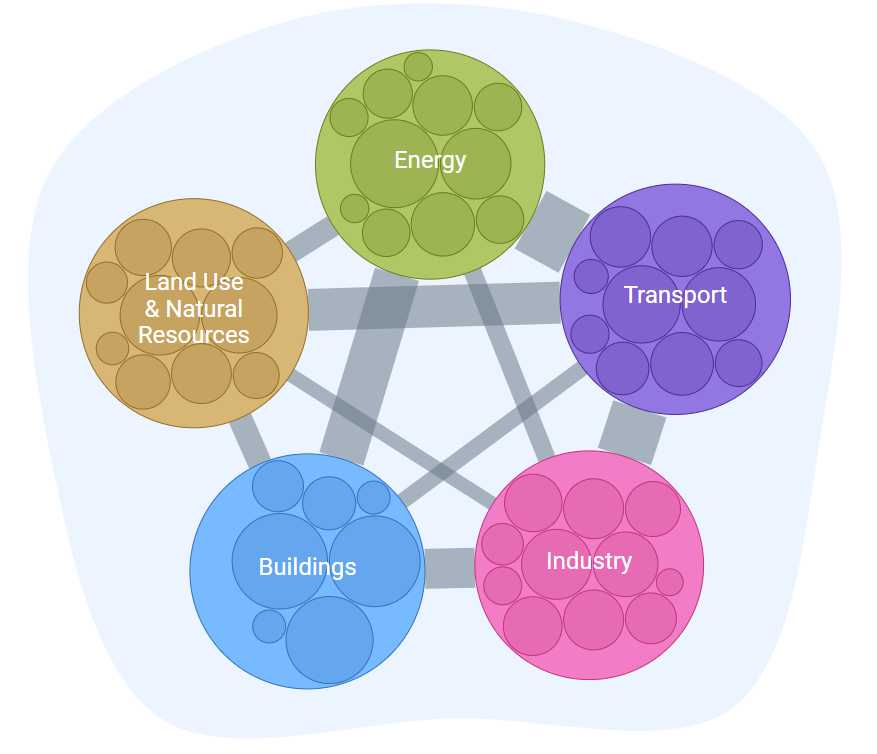 Energy
Land Use
& Natural
Resources
Transport
Buildings
Industry